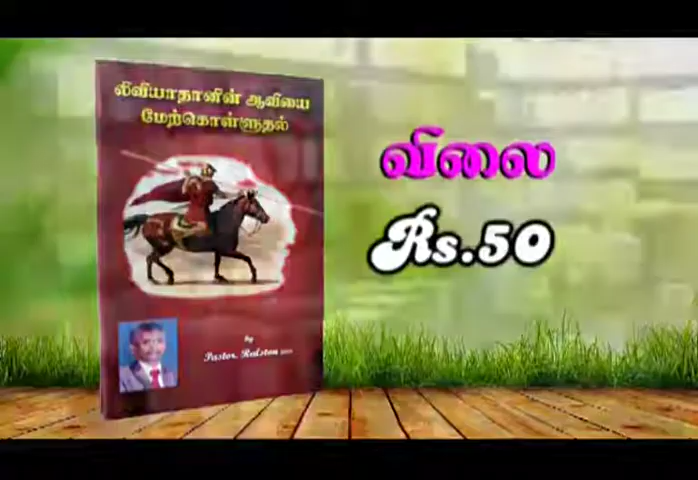 லிவியாதானின் ஆவியை
மேற்கொள்ளுதல்
by
Pastor. Ralston
விலை
Rs.50